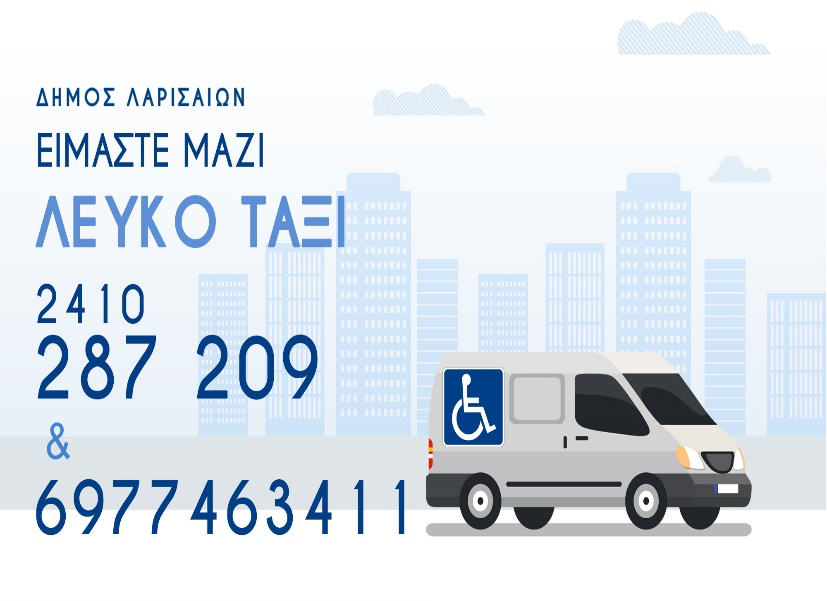 ΔΗΜΟΣ ΛΑΡΙΣΑΙΩΝ
ΕΙΜΑΣΤΕ ΜΑΖΙ
ΛΕΥΚΟ ΤΑΞΙ
2410
287 209
&
6977463411